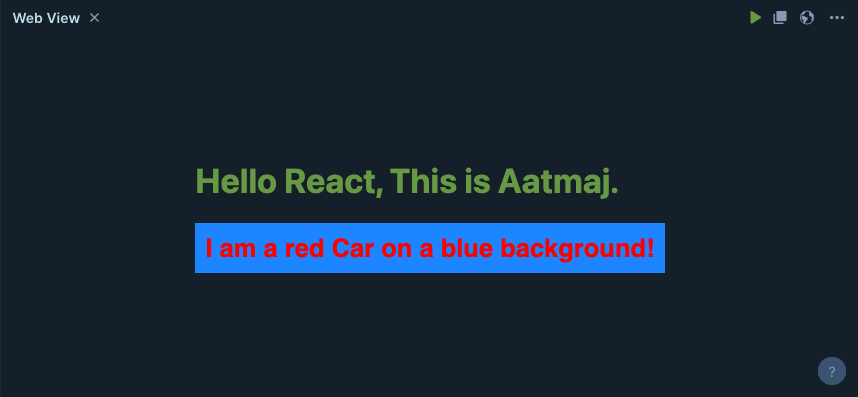 Web View
Hello React, This is Aatmaj.
I am a red Car on a blue background!
?